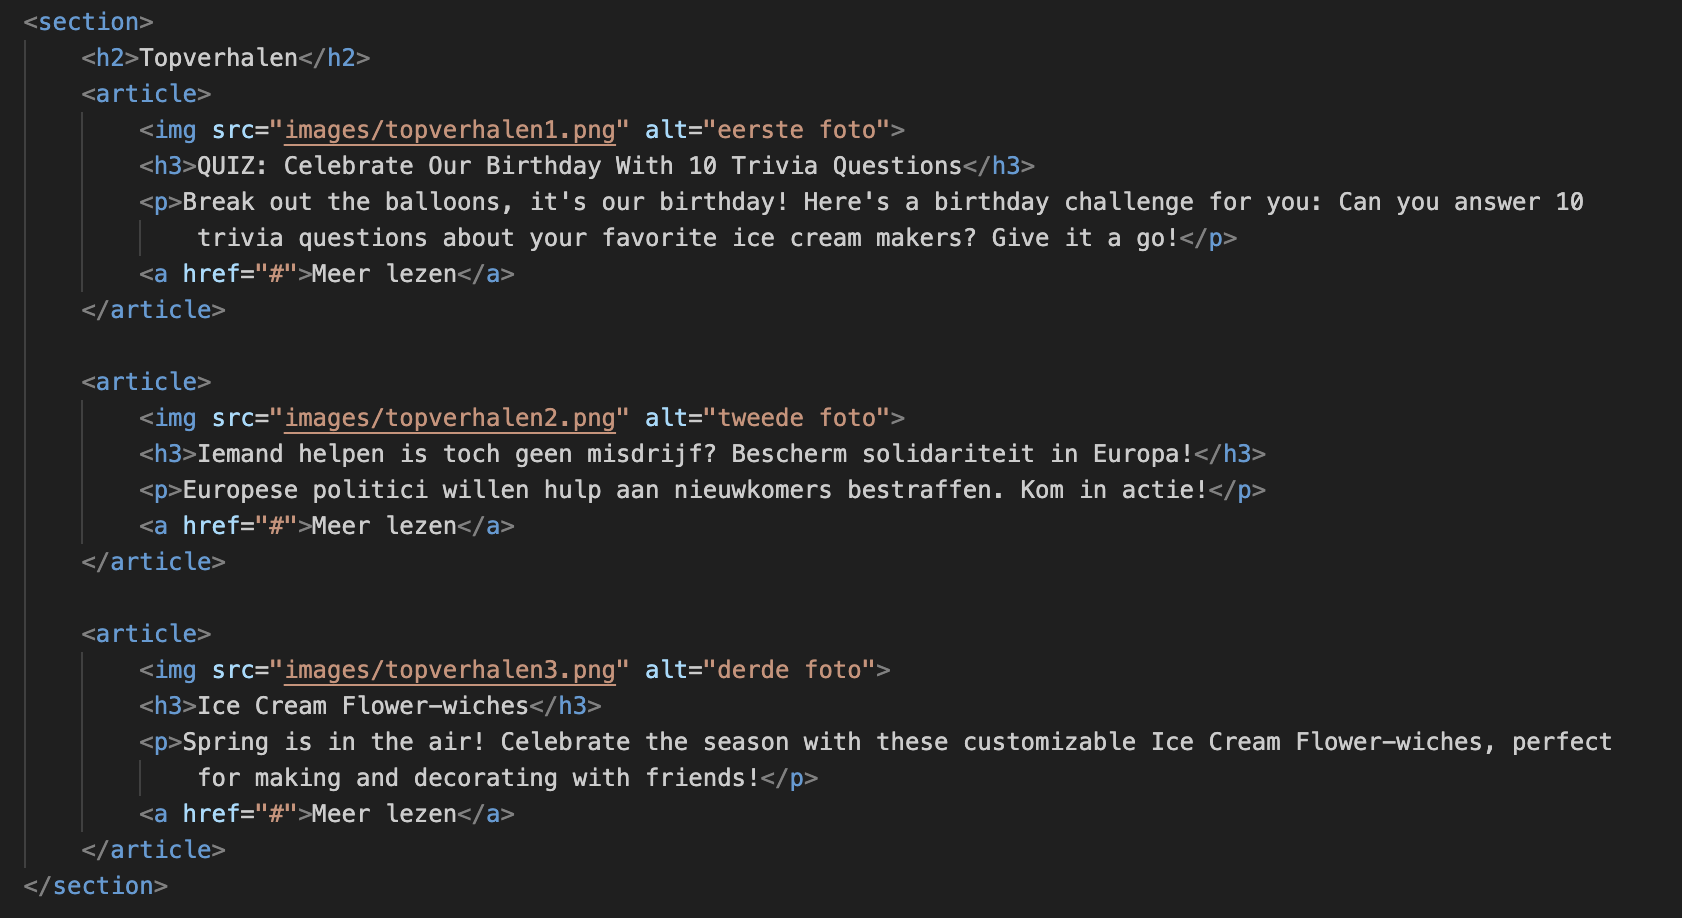 <section>
<h2>Topverhalen</h2>
<article>
<img src="images/topverhalen1.png" alt="eerste foto">
<h3>QUIZ: Celebrate Our Birthday With 10 Trivia Questions</h3>
<p>Break out the balloons, it's our birthday! Here's a birthday challenge for you: Can you answer 10
trivia questions about your favorite ice cream makers? Give it a go!</p>
<a href="#">Meer lezen</a>
</article>
<article>
<img src="images/topverhalen2.png" alt="tweede foto">
<h3>Iemand helpen is toch geen misdrijf? Bescherm solidariteit in Europa!</h3>
<p>Europese politici willen hulp aan nieuwkomers bestraffen. Kom in actie!</p>
<a href="#">Meer lezen</a>
</article>
<article>
<img src="images/topverhalen3.png" alt="derde foto">
<h3>Ice Cream Flower-wiches</h3>
<p>Spring is in the air! Celebrate the season with these customizable Ice Cream Flower-wiches, perfect
for making and decorating with friends!</p>
<a href="#">Meer lezen</a>
</article>
</section>